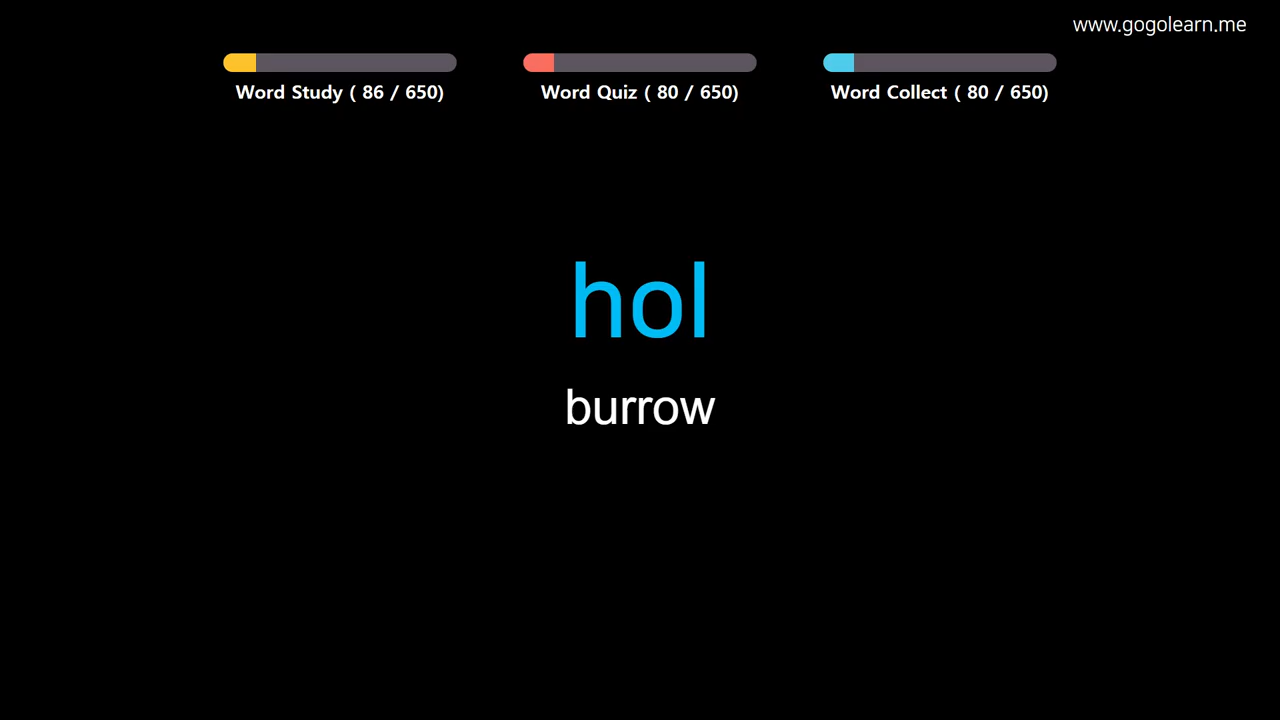 www.gogolearn.me
Word Study ( 86 / 650)
Word Quiz ( 80 / 650)
Word Collect ( 80 / 650)
hol
burrow